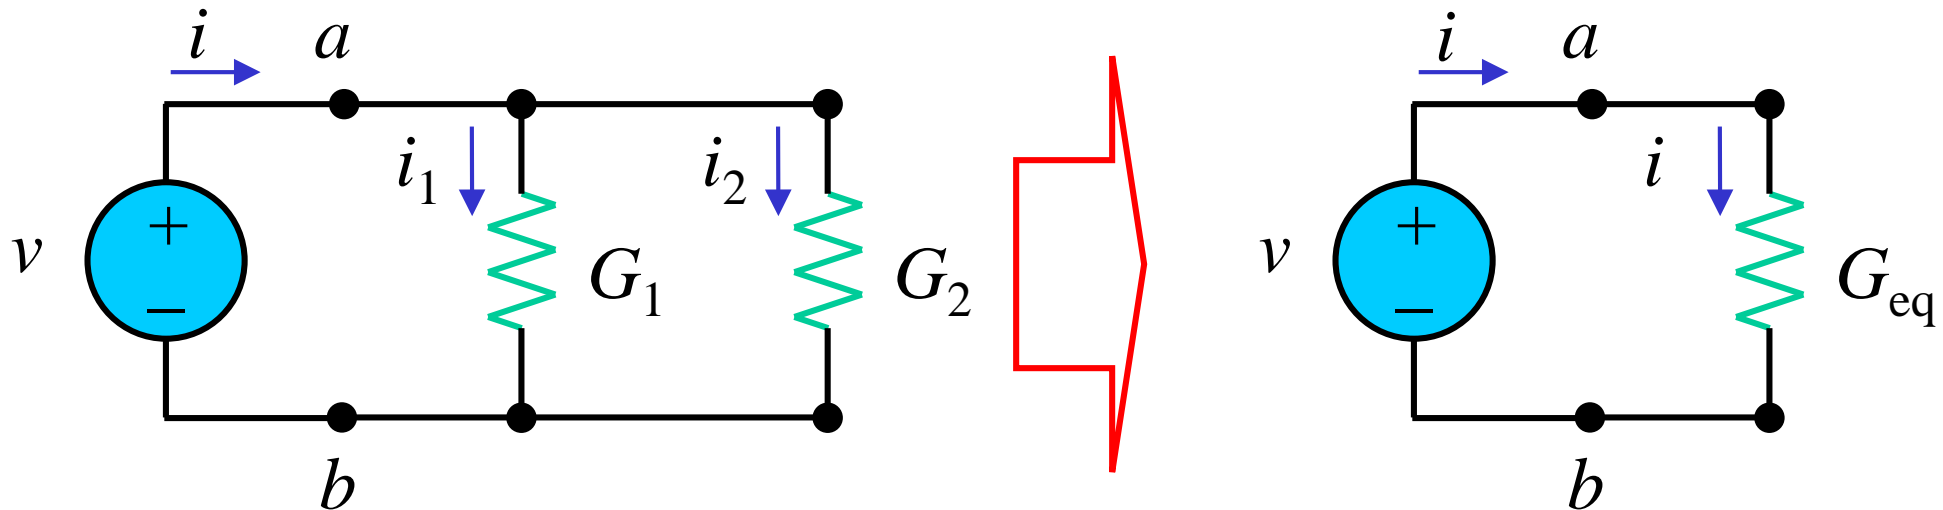 i a
i₁ i₂
v + − G₁ G₂
b
i a
i
v + − Geq
b